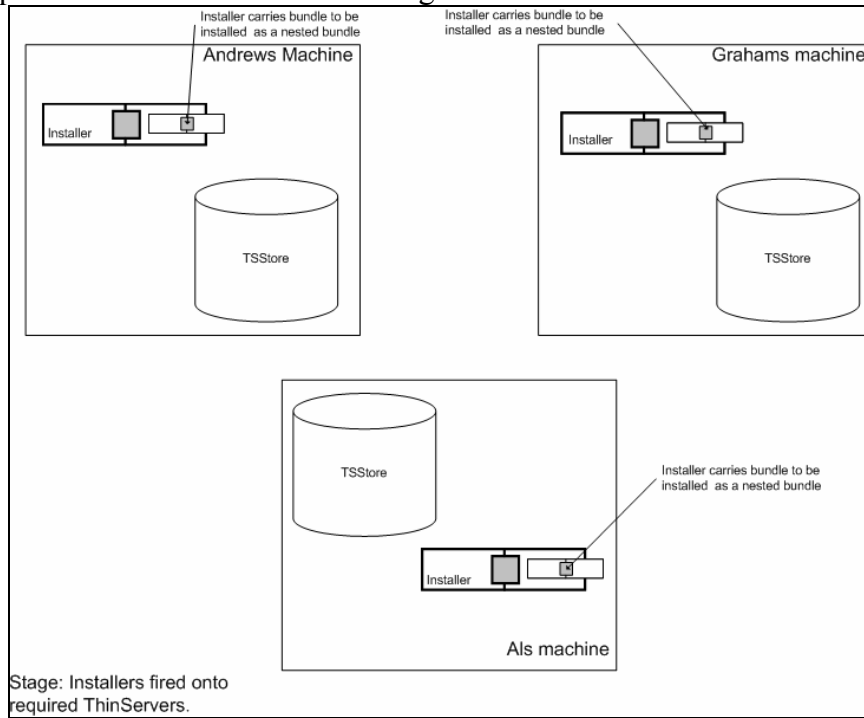 Installer carries bundle to be
installed as a nested bundle
Andrews Machine
Installer
TSStore
Installer carries bundle to be
installed as a nested bundle
Grahams machine
Installer
TSStore
TSStore
Installer carries bundle to be
installed as a nested bundle
Installer
Als machine
Stage: Installers fired onto
required ThinServers.